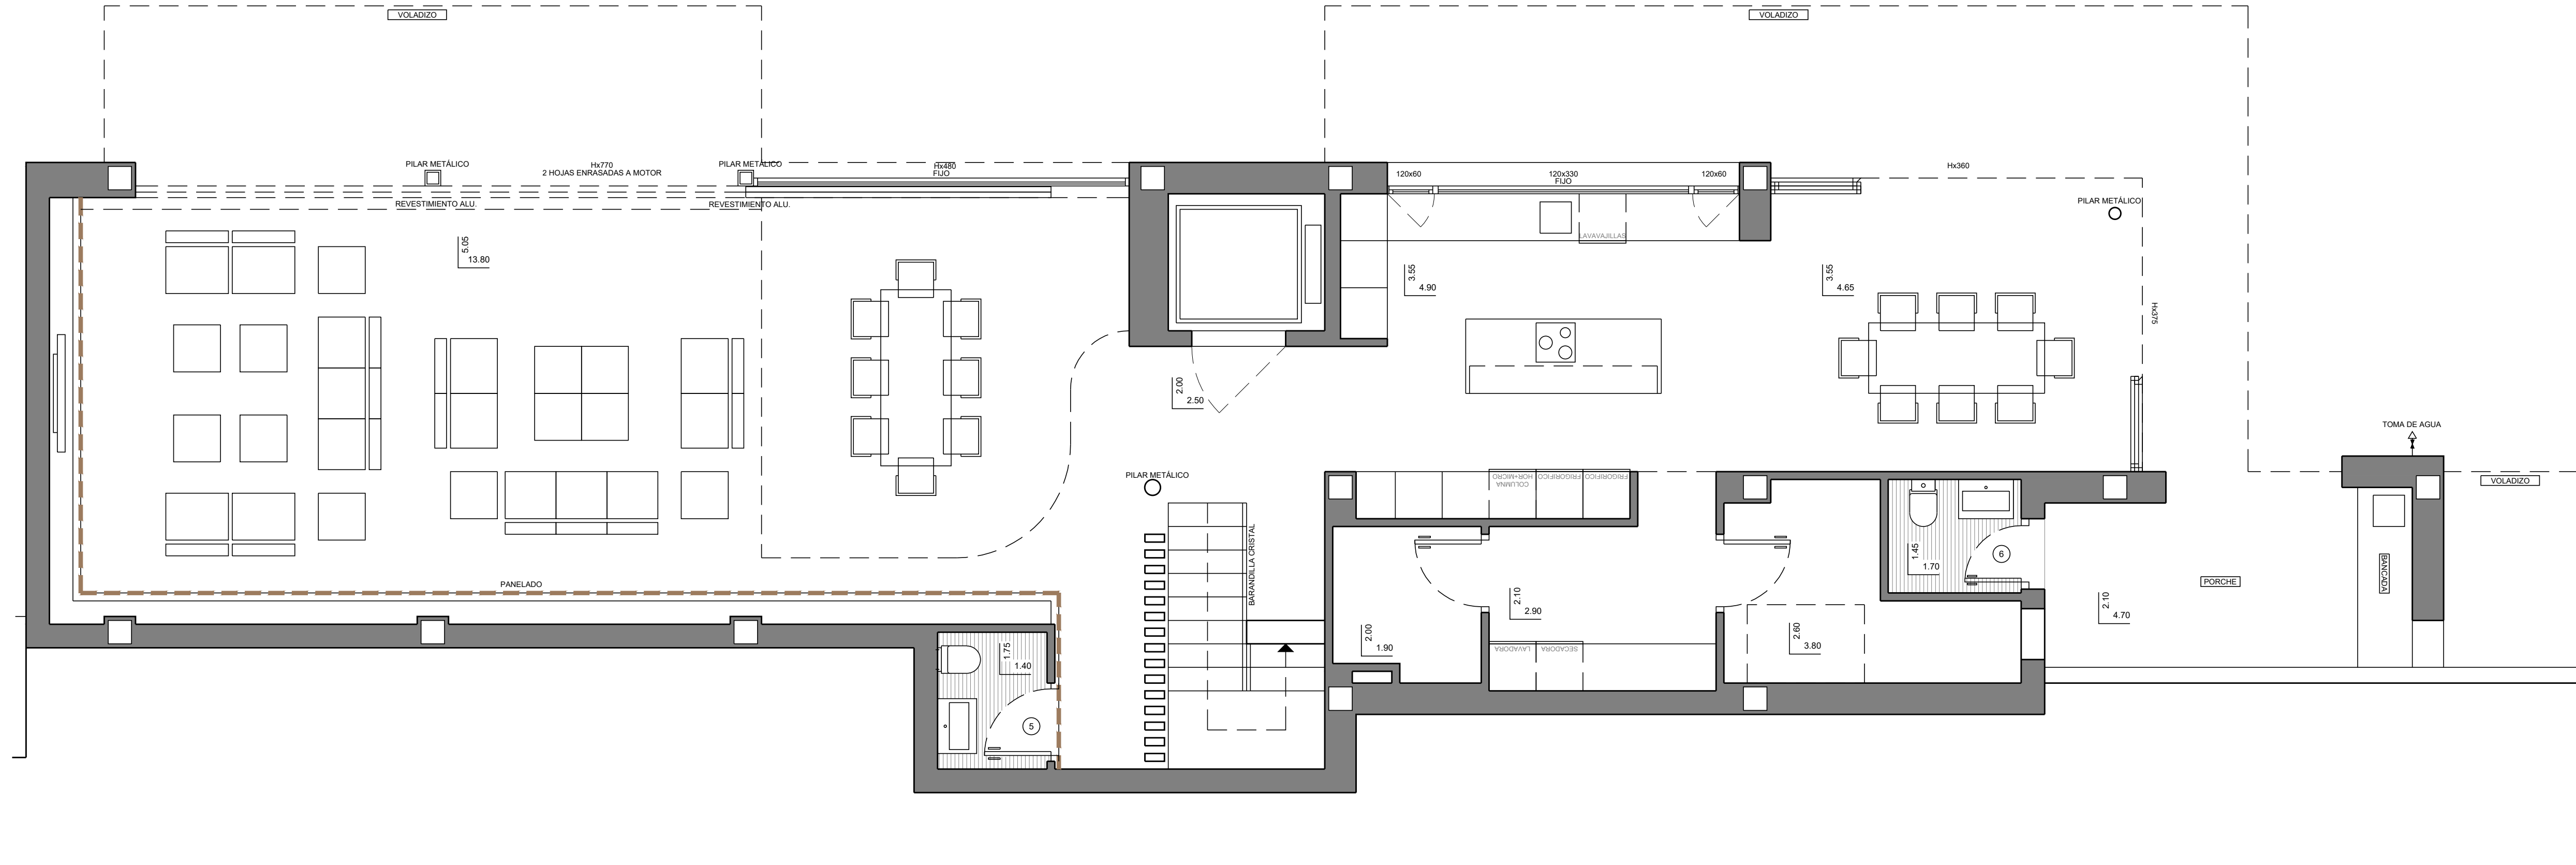 VOLADIZO
VOLADIZO
PILAR METÁLICO
Hx770
2 HOJAS ENRASADAS A MOTOR
PILAR METÁLICO
Hx480
FIJO
120x60
120x330
FIJO
120x60
Hx360
REVESTIMIENTO ALU.
REVESTIMIENTO ALU.
PILAR METÁLICO
LAVAVAJILLAS
5.05
13.80
3.55
4.90
3.55
4.65
Hx375
2.00
2.50
TOMA DE AGUA
PILAR METÁLICO
COLUMNA
HOR+MICRO
FRIGORIFICO
FRIGORIFICO
VOLADIZO
BARANDILLA CRISTAL
PANELADO
1.45
1.70
6
PORCHE
BANCADA
2.10
2.90
2.10
4.70
2.00
1.90
2.60
3.80
LAVADORA
SECADORA
1.75
1.40
5